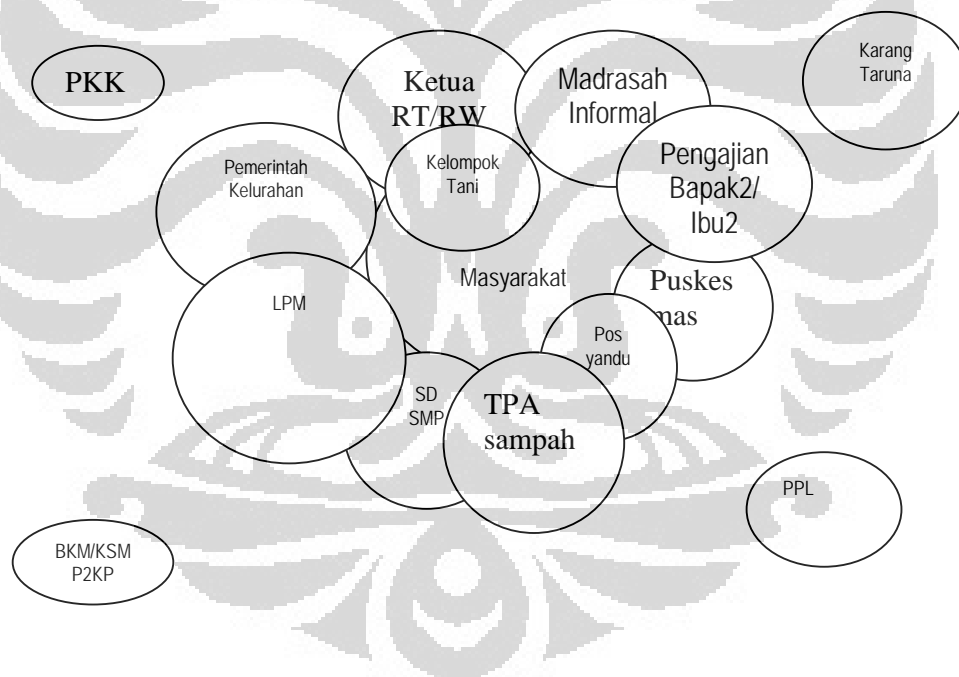 PKK
Ketua
RT/RW
Madrasah
Informal
Karang
Taruna
Pemerintah
Kelurahan
Kelompok
Tani
Pengajian
Bapak2/
Ibu2
Masyarakat
Puskes
mas
LPM
Pos
yandu
SD
SMP
TPA
sampah
PPL
BKM/KSM
P2KP